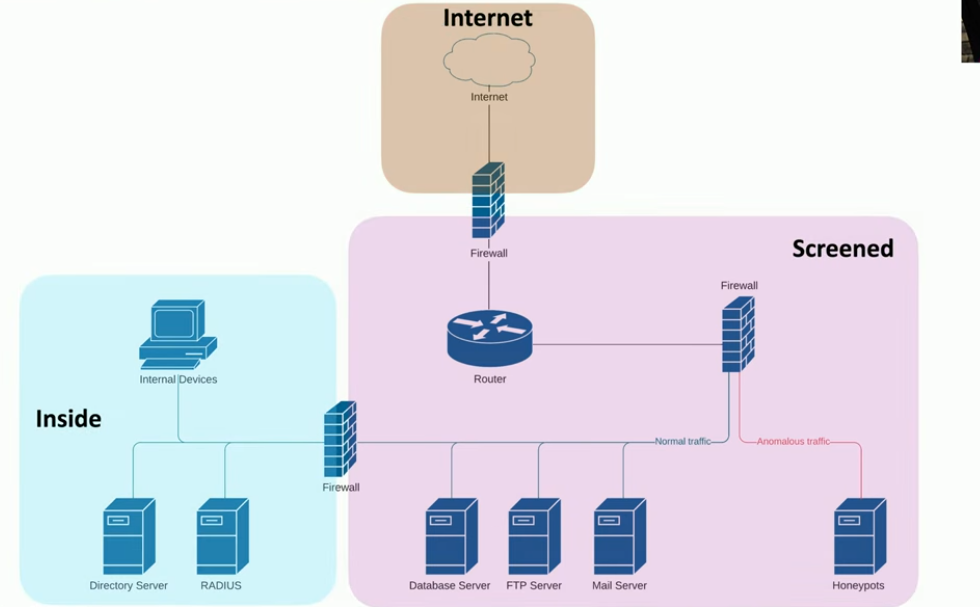 Internet
Internet
Firewall
Screened
Firewall
Router
Internal Devices
Inside
Normal traffic
Anomalous traffic
Firewall
Directory Server
RADIUS
Database Server
FTP Server
Mail Server
Honeypots